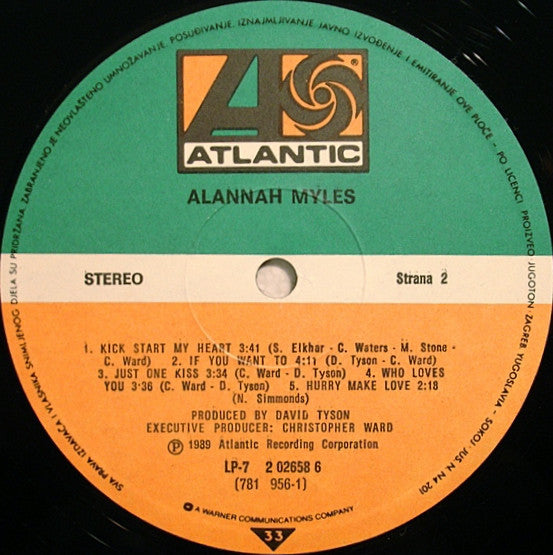 SVA PRAVA IZDAVAČA I VLASNIKA SNIMLJENOG DJELA SU PRIDRŽANA. ZABRANJENO JE NEOVLAŠTENO UMNOŽAVANJE, POSUĐIVANJE, IZNAJMLJIVANJE, JAVNO IZVOĐENJE I EMITIRANJE OVE PLOČE - PO LICENCI PROIZVEO JUGOTON ZAGREB YUGOSLAVIA - SOKOJ JUS N. N4 201
ATLANTIC
ALANNAH MYLES
STEREO
Strana 2
1. KICK START MY HEART 3:41 (S. Elkhar - C. Waters - M. Stone -
C. Ward) 2. IF YOU WANT TO 4:11 (D. Tyson - C. Ward)
3. JUST ONE KISS 3:34 (C. Ward - D. Tyson) 4. WHO LOVES
YOU 3:36 (C. Ward - D. Tyson) 5. HURRY MAKE LOVE 2:18
(N. Simmonds)
PRODUCED BY DAVID TYSON
EXECUTIVE PRODUCER: CHRISTOPHER WARD
℗ 1989 Atlantic Recording Corporation
LP-7 2 02658 6
(781 956-1)
A WARNER COMMUNICATIONS COMPANY
33